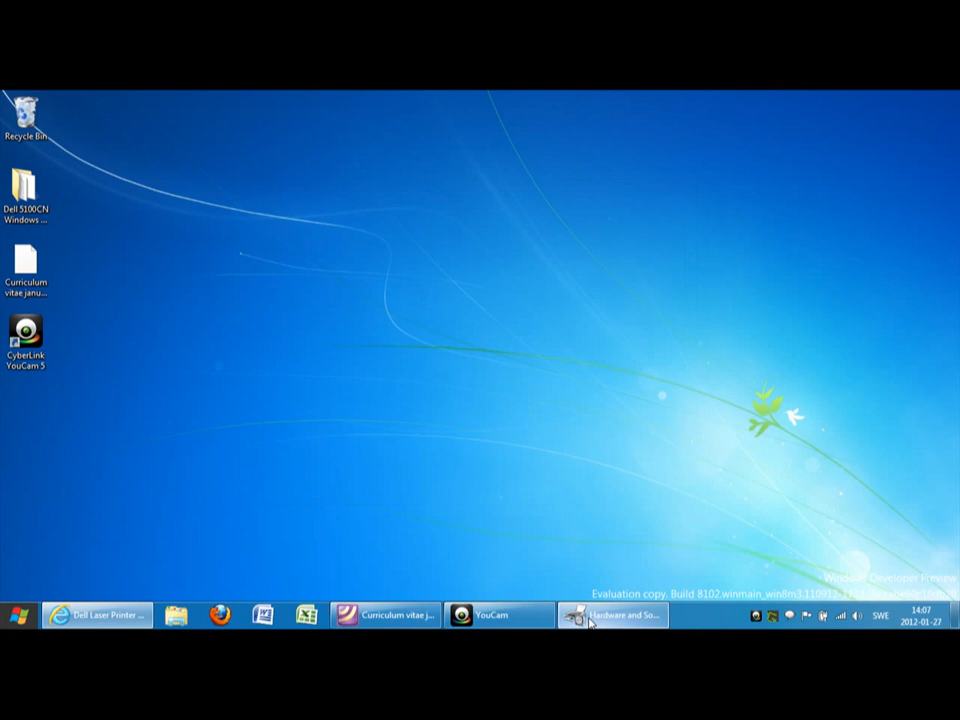 Recycle Bin
Dell 5100CN
Windows ...
Curriculum
vitae janu...
CyberLink
YouCam 5
Windows Developer Preview
Evaluation copy. Build 8102.winmain_win8m3.110912-
Dell Laser Printer ...
Curriculum vitae j...
YouCam
Hardware and So...
SWE
14:07
2012-01-27